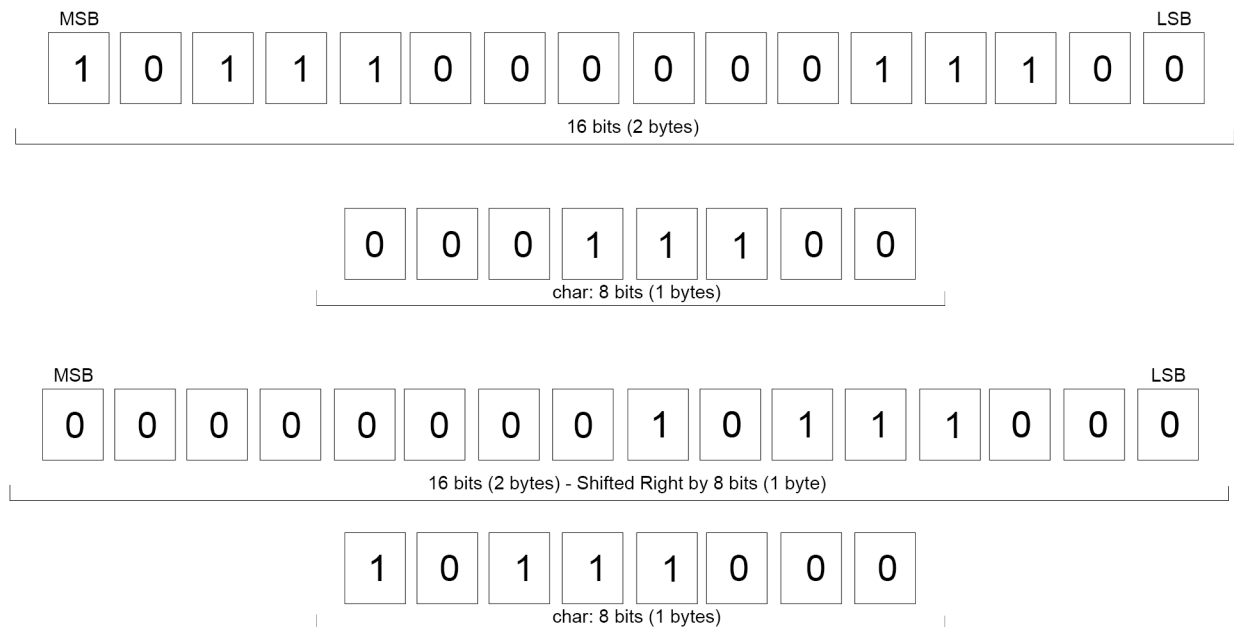 MSB LSB
1 0 1 1 1 0 0 0 0 0 0 1 1 1 0 0
16 bits (2 bytes)
0 0 0 1 1 1 0 0
char: 8 bits (1 bytes)
MSB LSB
0 0 0 0 0 0 0 0 1 0 1 1 1 0 0 0
16 bits (2 bytes) - Shifted Right by 8 bits (1 byte)
1 0 1 1 1 0 0 0
char: 8 bits (1 bytes)